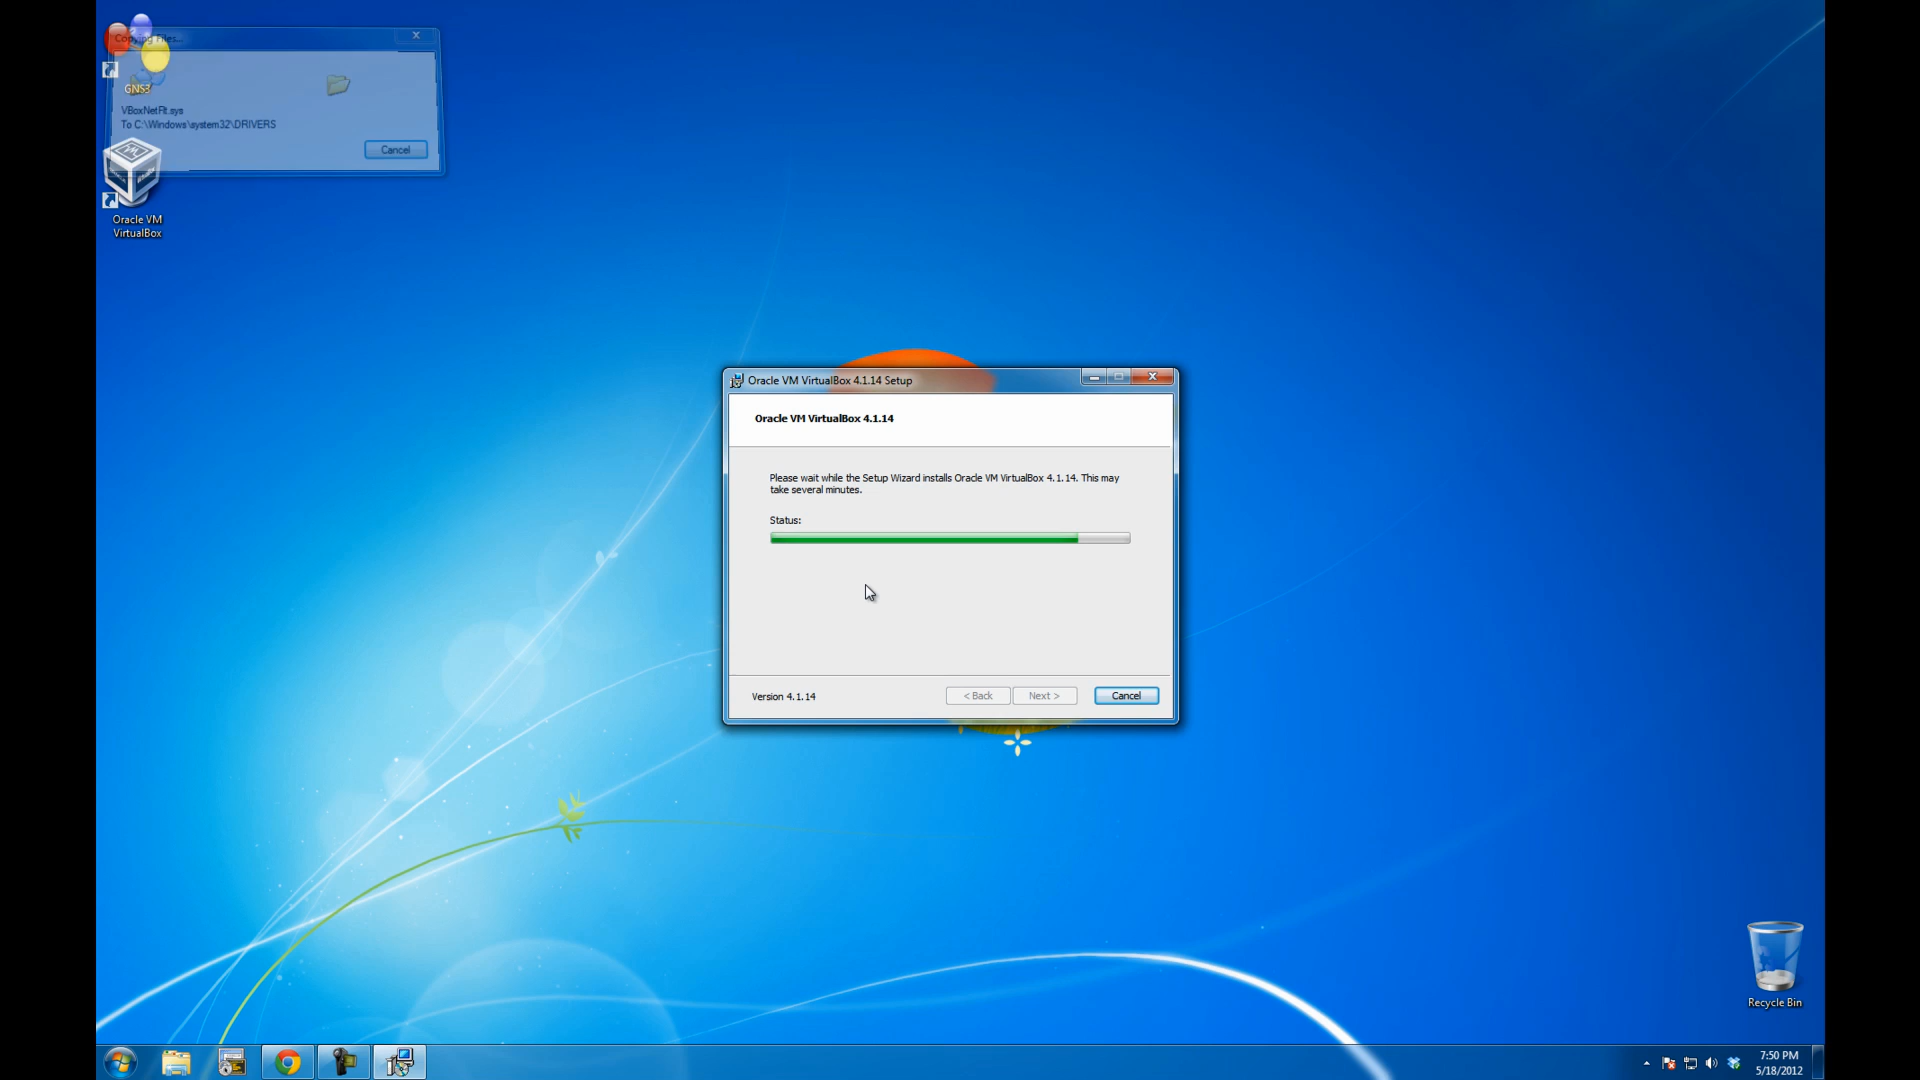 Copying Files...
GNS3
VBoxNetFlt.sys
To C:\Windows\system32\DRIVERS
Cancel
Oracle VM
VirtualBox
Oracle VM VirtualBox 4.1.14 Setup
Oracle VM VirtualBox 4.1.14
Please wait while the Setup Wizard installs Oracle VM VirtualBox 4.1.14. This may
take several minutes.
Status:
Version 4.1.14
< Back
Next >
Cancel
Recycle Bin
7:50 PM
5/18/2012